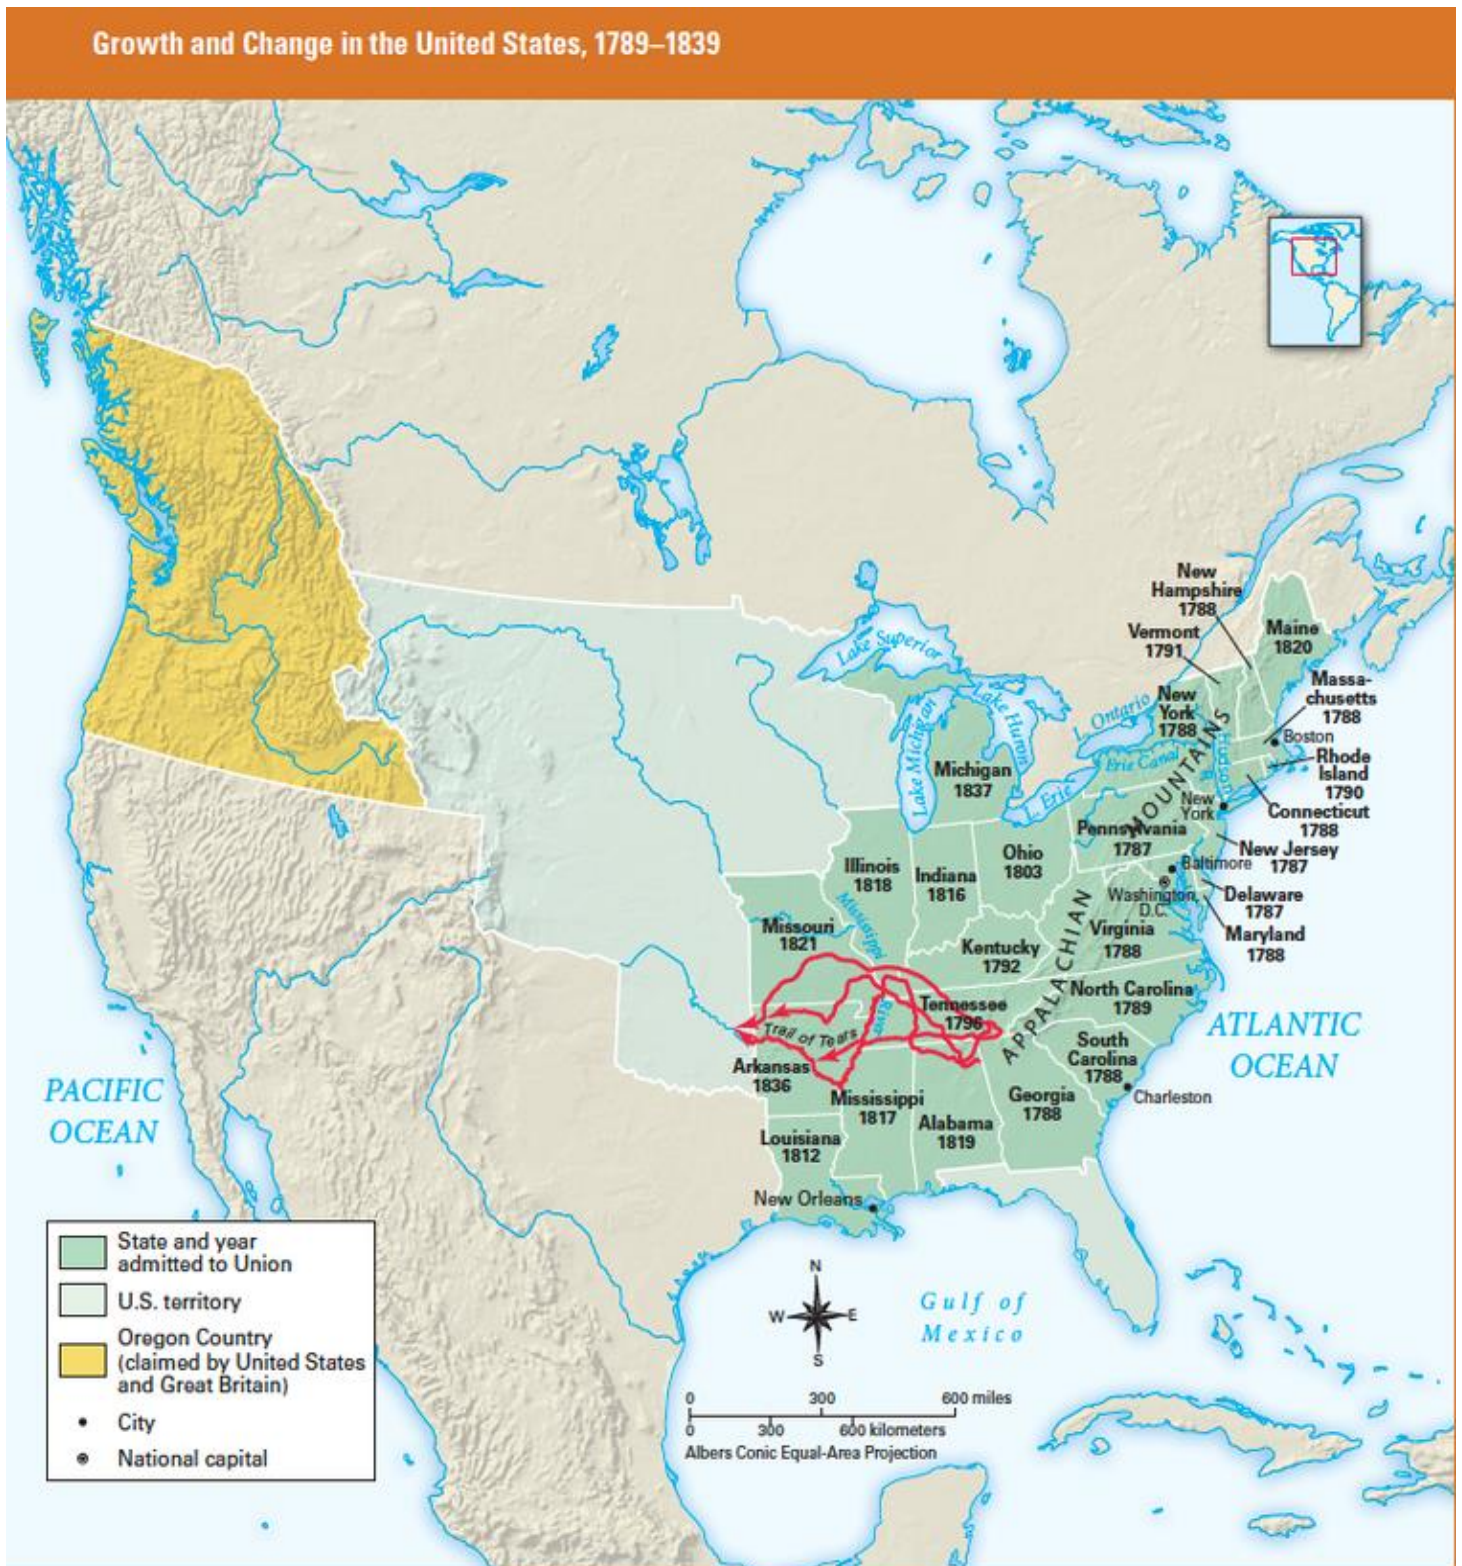 Growth and Change in the United States, 1789–1839
New
Hampshire
1788
Vermont
1791
Maine
1820
Massa-
chusetts
1788
New
York
1788
Boston
Rhode
Island
1790
Connecticut
1788
New
York
New Jersey
1787
Pennsylvania
1787
Baltimore
Delaware
1787
Washington,
D.C.
Maryland
1788
Virginia
1788
Lake Superior
Lake Michigan
Lake Huron
L. Ontario
L. Erie
Erie Canal
Hudson R.
APPALACHIAN MOUNTAINS
Michigan
1837
Illinois
1818
Indiana
1816
Ohio
1803
Missouri
1821
Mississippi River
Kentucky
1792
Tennessee
1796
North Carolina
1789
South
Carolina
1788
Charleston
Trail of Tears
Arkansas
1836
Mississippi
1817
Alabama
1819
Georgia
1788
Louisiana
1812
New Orleans
ATLANTIC
OCEAN
PACIFIC
OCEAN
Gulf of
Mexico
N
W
E
S
State and year
admitted to Union
U.S. territory
Oregon Country
(claimed by United States
and Great Britain)
City
National capital
0 300 600 miles
0 300 600 kilometers
Albers Conic Equal-Area Projection